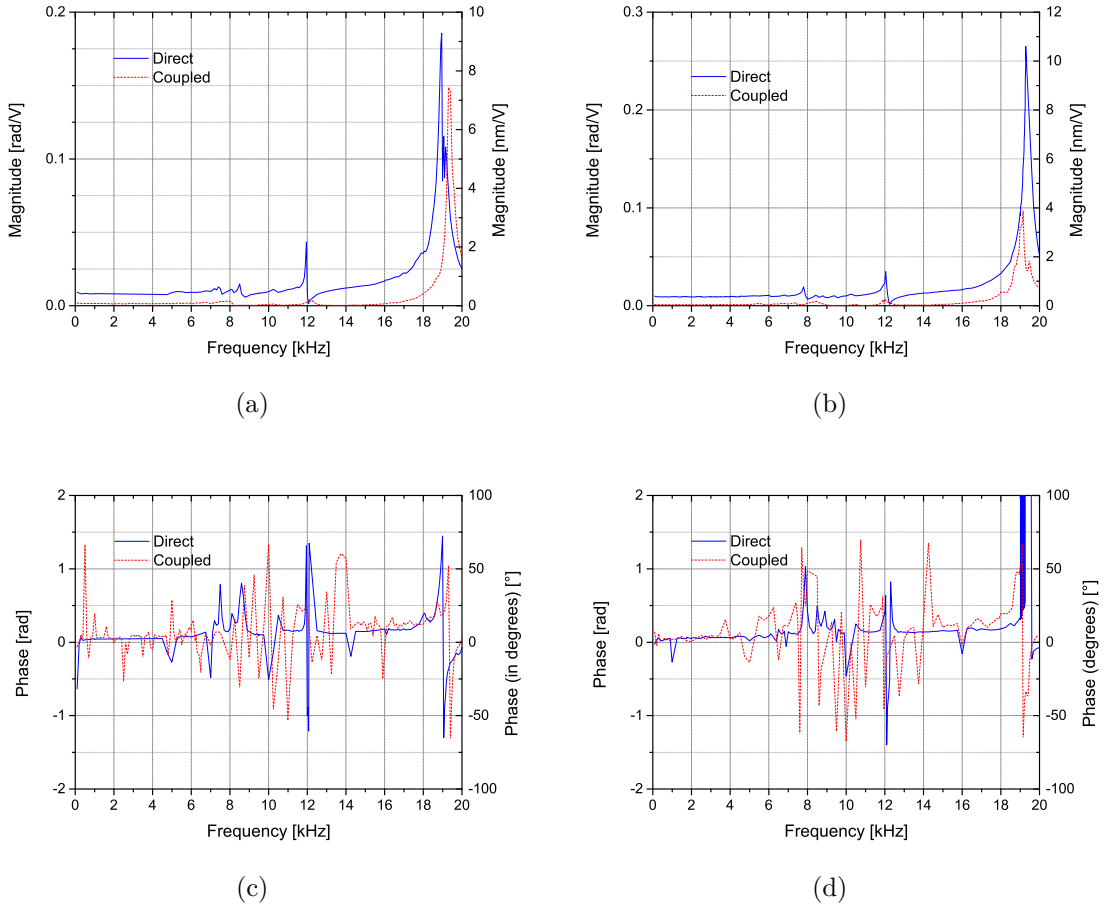 0.2
10
0.1
8
6
4
2
0.0
0
Magnitude [rad/V]
Magnitude [nm/V]
Direct
Coupled
0 2 4 6 8 10 12 14 16 18 20
Frequency [kHz]
(a)
0.3
12
0.2
10
8
0.1
6
4
2
0.0
0
Magnitude [rad/V]
Magnitude [nm/V]
Direct
Coupled
0 2 4 6 8 10 12 14 16 18 20
Frequency [kHz]
(b)
2
100
1
50
0
0
-1
-50
-2
-100
Phase [rad]
Phase (in degrees) [°]
Direct
Coupled
0 2 4 6 8 10 12 14 16 18 20
Frequency [kHz]
(c)
2
100
1
50
0
0
-1
-50
-2
-100
Phase [rad]
Phase (degrees) [°]
Direct
Coupled
0 2 4 6 8 10 12 14 16 18 20
Frequency [kHz]
(d)